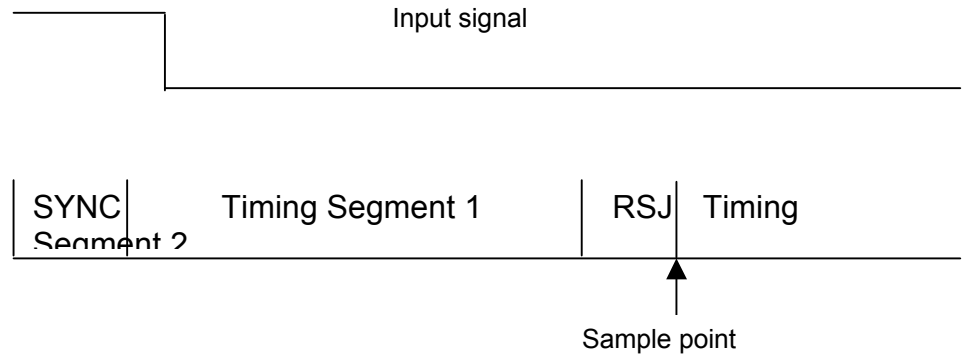 Input signal
SYNC Timing Segment 1 RSJ Timing
Segment 2
Sample point